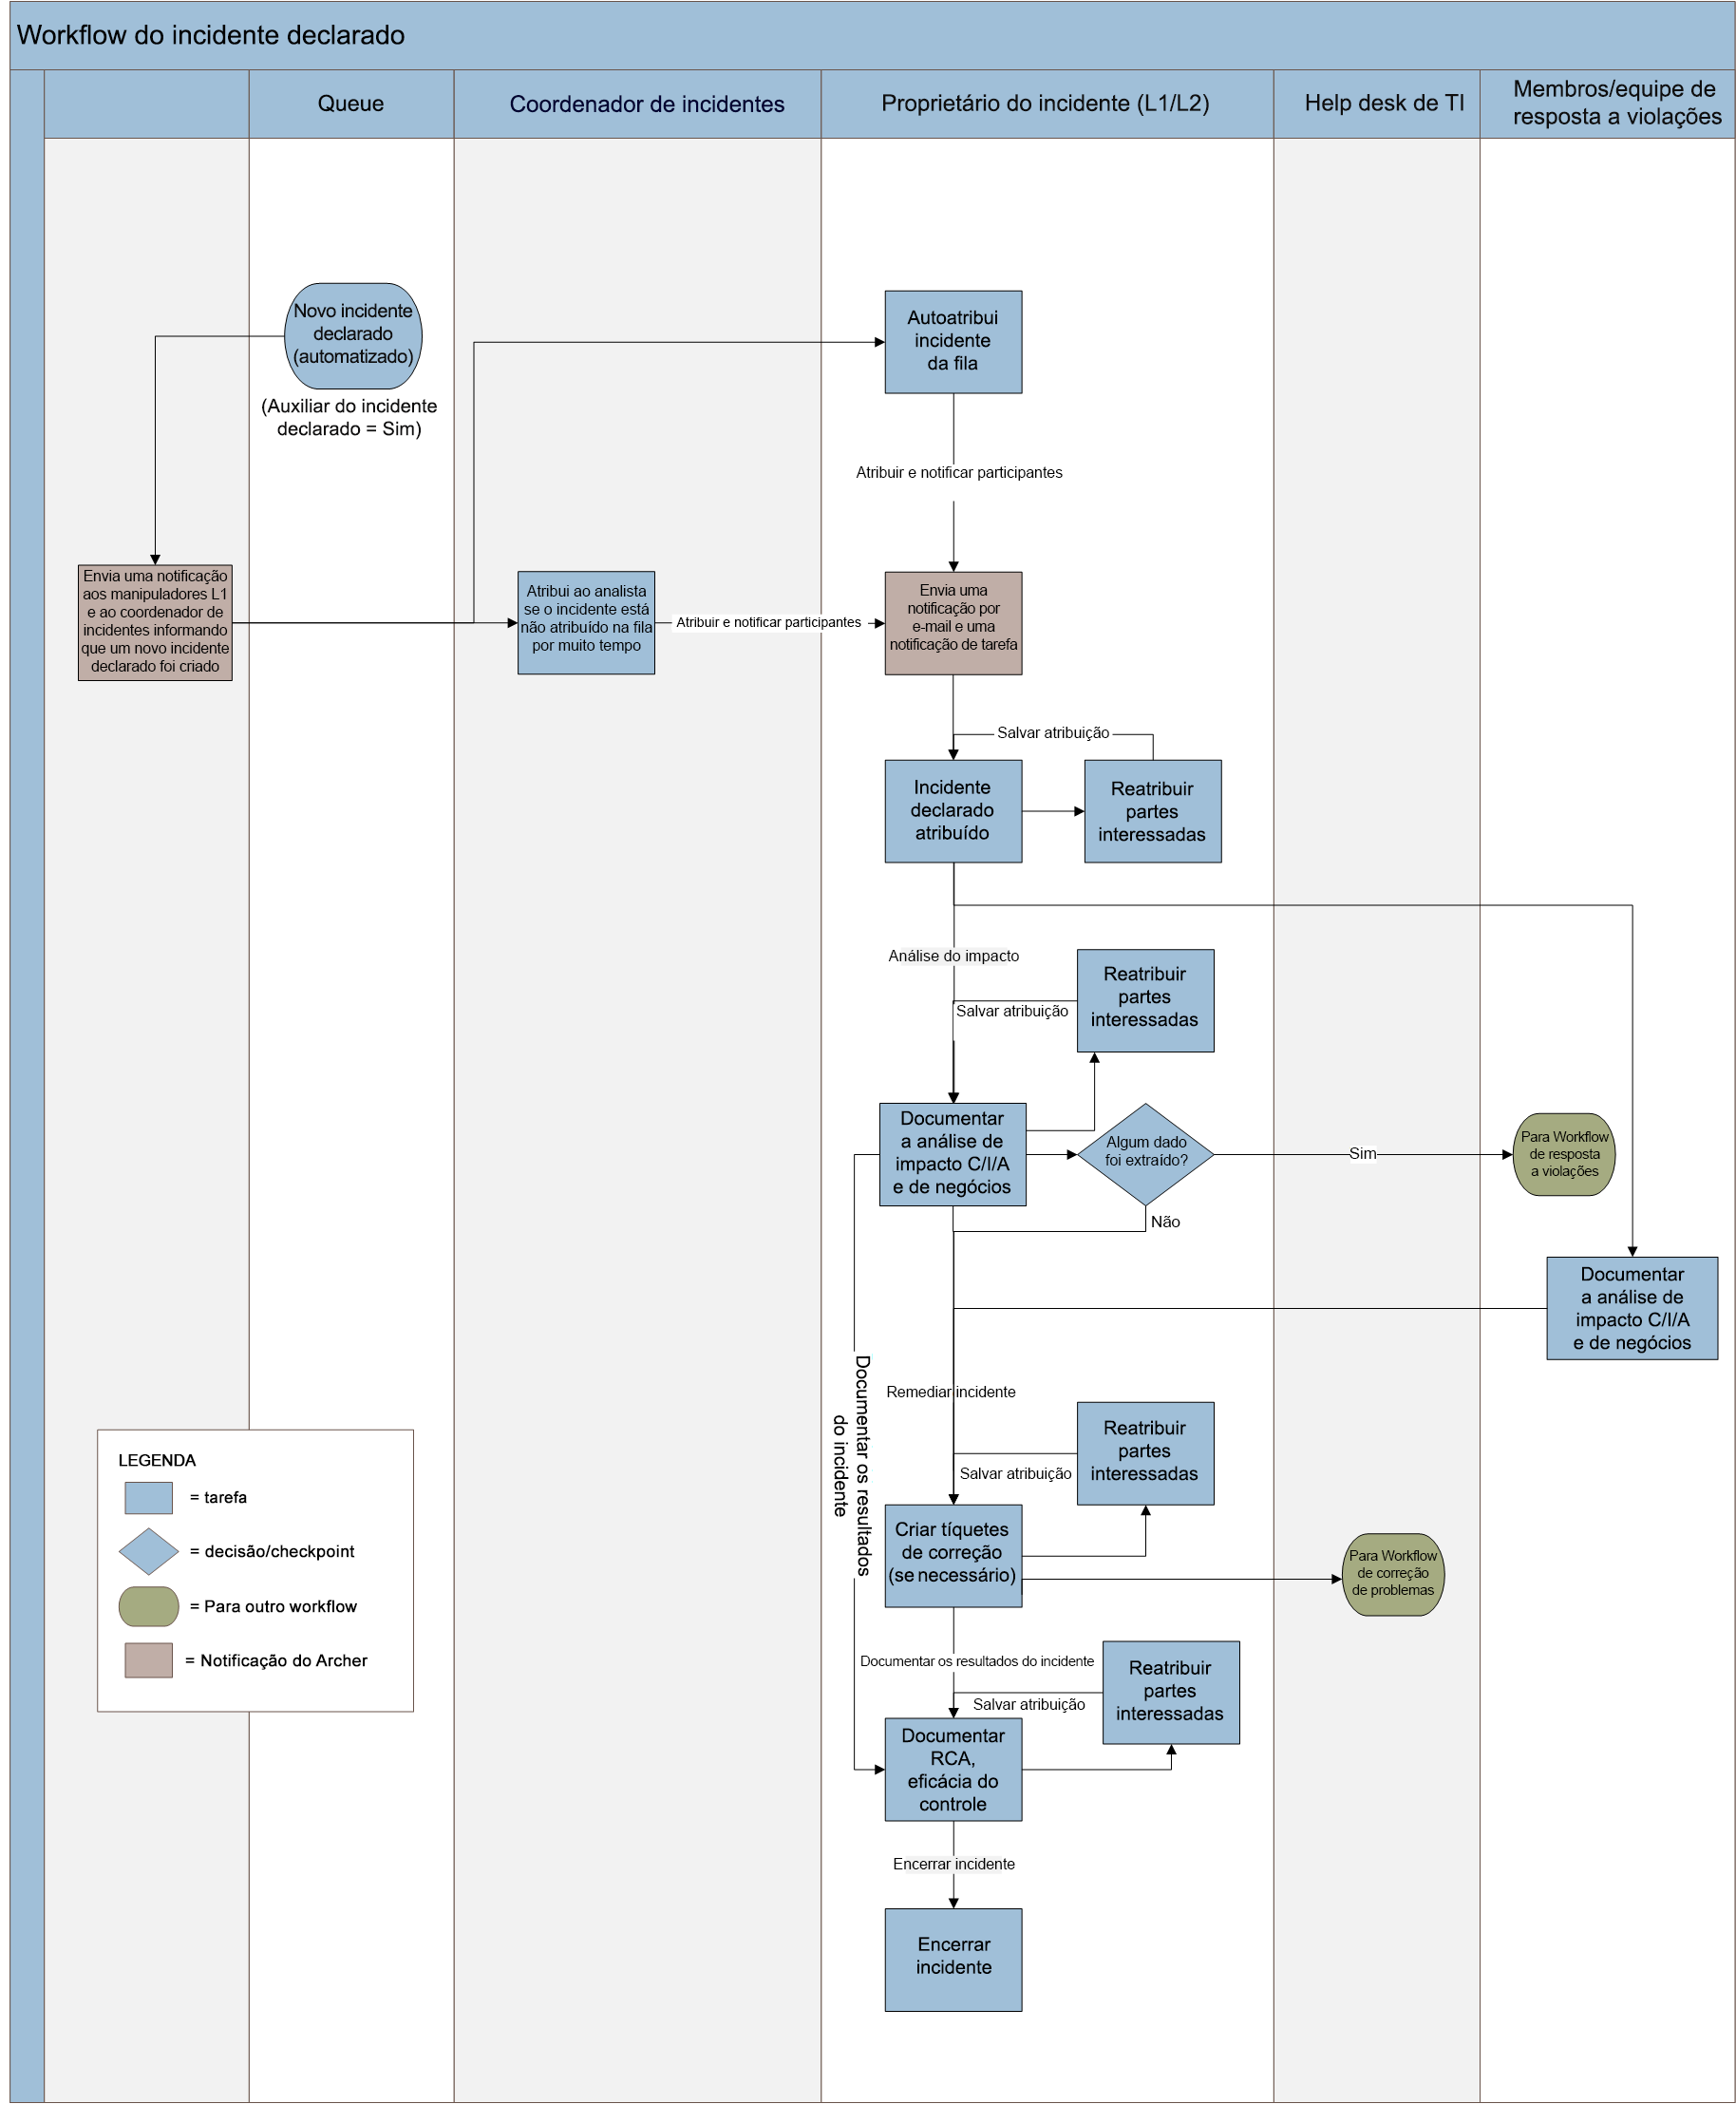 Workflow do incidente declarado
Queue
Coordenador de incidentes
Proprietário do incidente (L1/L2)
Help desk de TI
Membros/equipe de
resposta a violações
Novo incidente
declarado
(automatizado)
(Auxiliar do incidente
declarado = Sim)
Autoatribui
incidente
da fila
Atribuir e notificar participantes
Envia uma notificação
aos manipuladores L1
e ao coordenador de
incidentes informando
que um novo incidente
declarado foi criado
Atribui ao analista
se o incidente está
não atribuído na fila
por muito tempo
Atribuir e notificar participantes
Envia uma
notificação por
e-mail e uma
notificação de tarefa
Salvar atribuição
Incidente
declarado
atribuído
Reatribuir
partes
interessadas
Análise do impacto
Reatribuir
partes
interessadas
Salvar atribuição
Documentar
a análise de
impacto C/I/A
e de negócios
Algum dado
foi extraído?
Sim
Para Workflow
de resposta
a violações
Não
Documentar
a análise de
impacto C/I/A
e de negócios
Documentar os resultados
do incidente
Remediar incidente
Reatribuir
partes
interessadas
Salvar atribuição
Criar tíquetes
de correção
(se necessário)
Para Workflow
de correção
de problemas
Documentar os resultados do incidente
Reatribuir
partes
interessadas
Salvar atribuição
Documentar
RCA,
eficácia do
controle
Encerrar incidente
Encerrar
incidente
LEGENDA
= tarefa
= decisão/checkpoint
= Para outro workflow
= Notificação do Archer